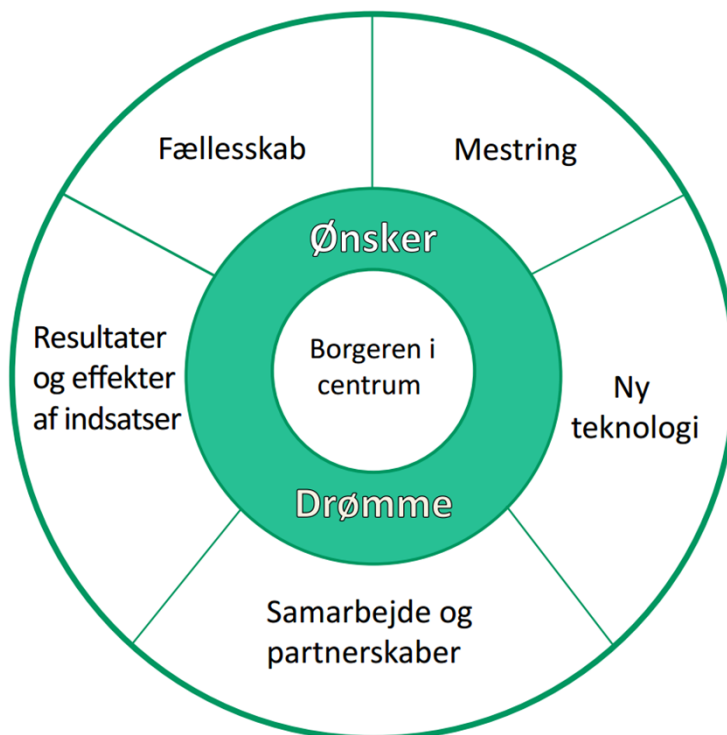 Fællesskab
Mestring
Ønsker
Resultater
og effekter
af indsatser
Borgeren i
centrum
Ny
teknologi
Drømme
Samarbejde og
partnerskaber